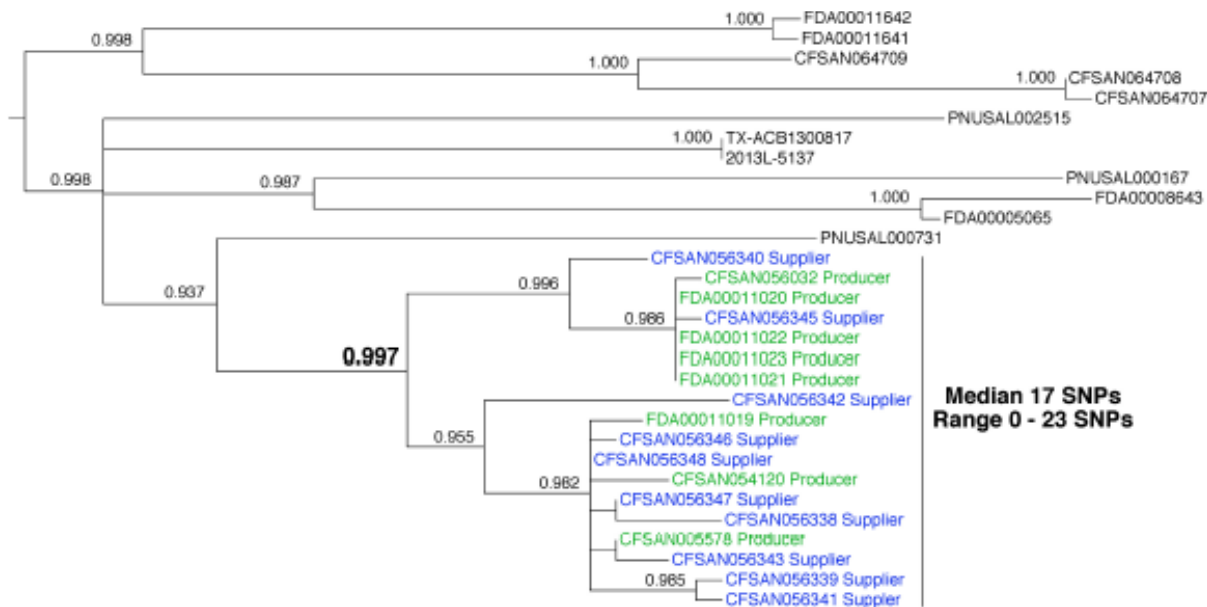 1.000 FDA00011642
0.998 FDA00011641
1.000 CFSAN064709
1.000 CFSAN064708
CFSAN064707
PNUSAL002515
1.000 TX-ACB1300817
2013L-5137
0.998 0.987 PNUSAL000167
1.000 FDA00008643
FDA00005065
PNUSAL000731
CFSAN056340 Supplier
0.996 CFSAN056032 Producer
0.937 FDA00011020 Producer
0.986 CFSAN056345 Supplier
FDA00011022 Producer
0.997 FDA00011023 Producer
FDA00011021 Producer
CFSAN056342 Supplier
Median 17 SNPs
Range 0 - 23 SNPs
FDA00011019 Producer
0.955 CFSAN056346 Supplier
CFSAN056348 Supplier
0.982 CFSAN054120 Producer
CFSAN056347 Supplier
CFSAN056338 Supplier
CFSAN005578 Producer
CFSAN056343 Supplier
0.985 CFSAN056339 Supplier
CFSAN056341 Supplier